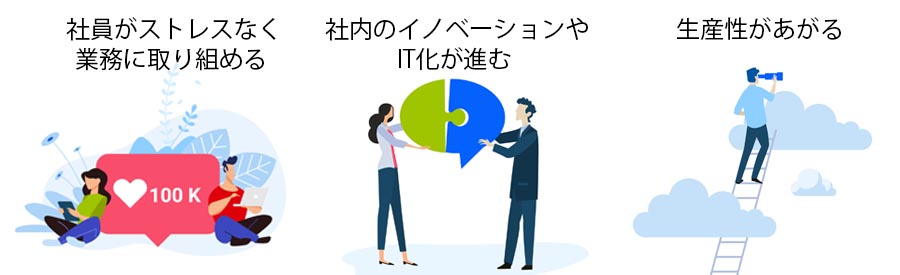 社員がストレスなく
業務に取り組める
社内のイノベーションや
IT化が進む
生産性があがる
100 K